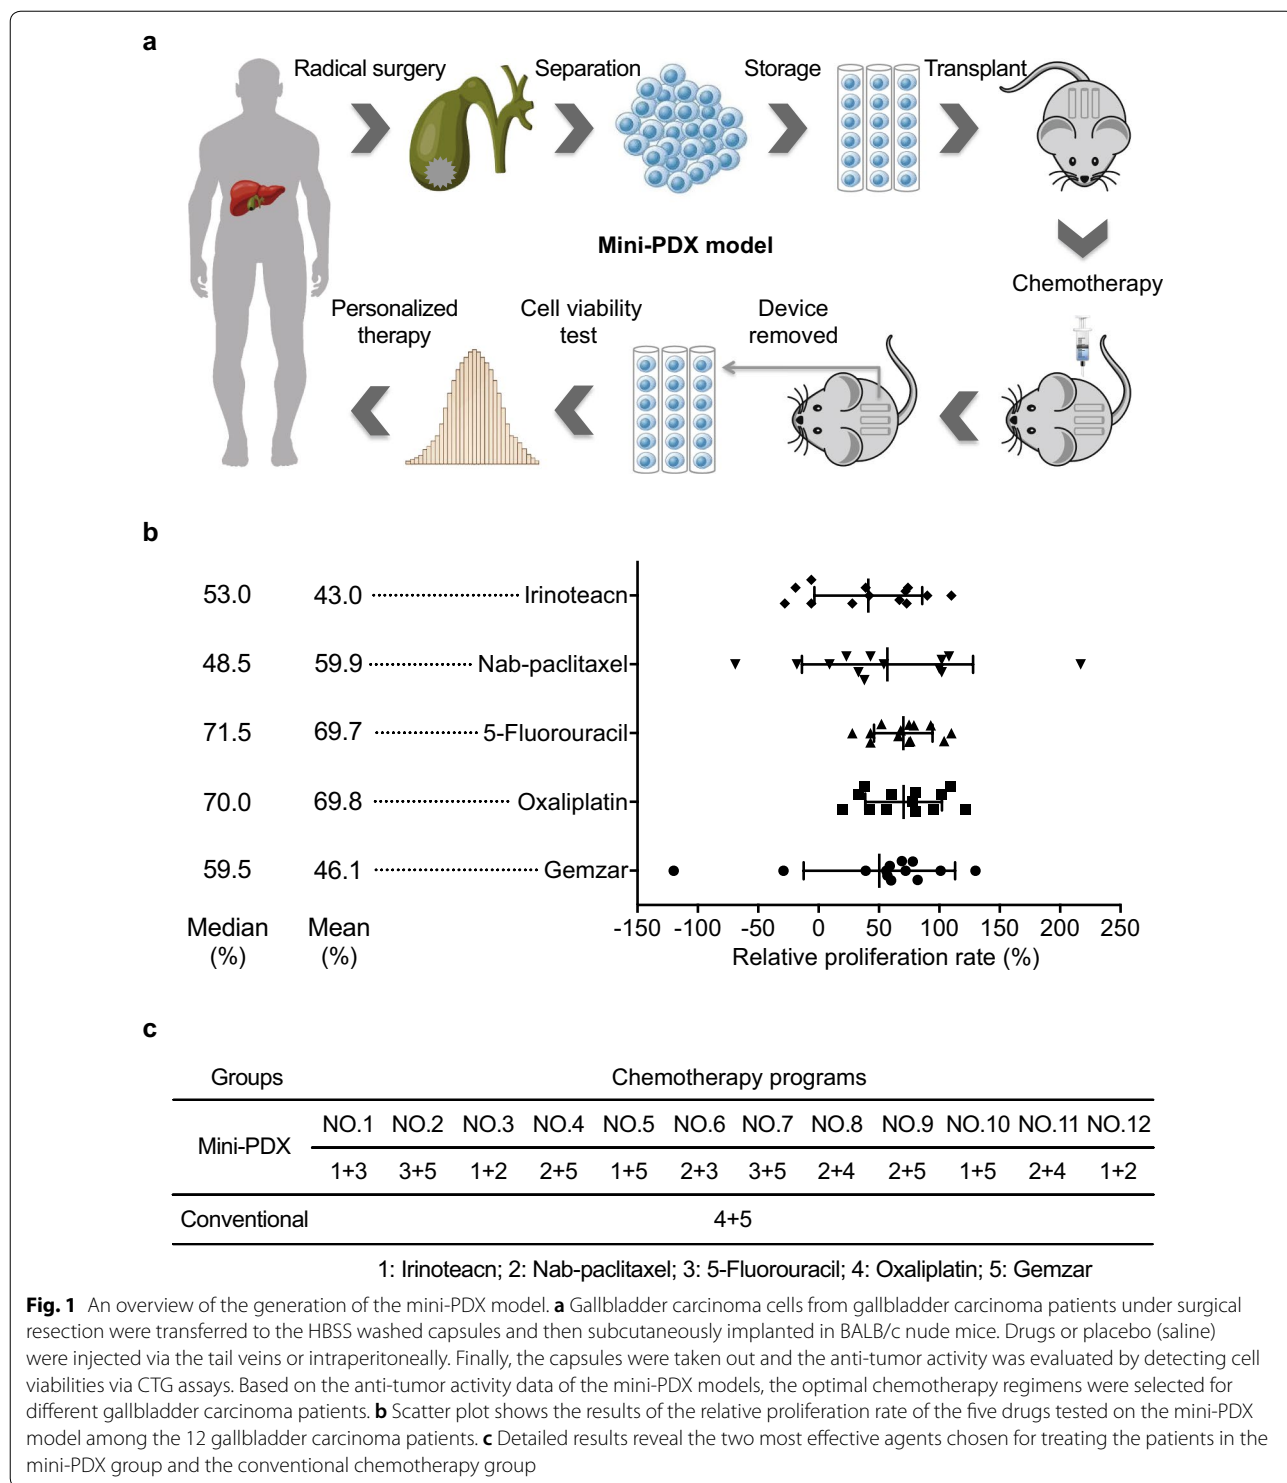 a
Radical surgery
Separation
Storage
Transplant
Mini-PDX model
Chemotherapy
Personalized
therapy
Cell viability
test
Device
removed
b
53.0 43.0 Irinoteacn
48.5 59.9 Nab-paclitaxel
71.5 69.7 5-Fluorouracil
70.0 69.8 Oxaliplatin
59.5 46.1 Gemzar
Median Mean
(%) (%)
-150 -100 -50 0 50 100 150 200 250
Relative proliferation rate (%)
c
Groups Chemotherapy programs
Mini-PDX
NO.1 NO.2 NO.3 NO.4 NO.5 NO.6 NO.7 NO.8 NO.9 NO.10 NO.11 NO.12
1+3 3+5 1+2 2+5 1+5 2+3 3+5 2+4 2+5 1+5 2+4 1+2
Conventional 4+5
1: Irinoteacn; 2: Nab-paclitaxel; 3: 5-Fluorouracil; 4: Oxaliplatin; 5: Gemzar
Fig. 1 An overview of the generation of the mini-PDX model. a Gallbladder carcinoma cells from gallbladder carcinoma patients under surgical
resection were transferred to the HBSS washed capsules and then subcutaneously implanted in BALB/c nude mice. Drugs or placebo (saline)
were injected via the tail veins or intraperitoneally. Finally, the capsules were taken out and the anti-tumor activity was evaluated by detecting cell
viabilities via CTG assays. Based on the anti-tumor activity data of the mini-PDX models, the optimal chemotherapy regimens were selected for
different gallbladder carcinoma patients. b Scatter plot shows the results of the relative proliferation rate of the five drugs tested on the mini-PDX
model among the 12 gallbladder carcinoma patients. c Detailed results reveal the two most effective agents chosen for treating the patients in the
mini-PDX group and the conventional chemotherapy group